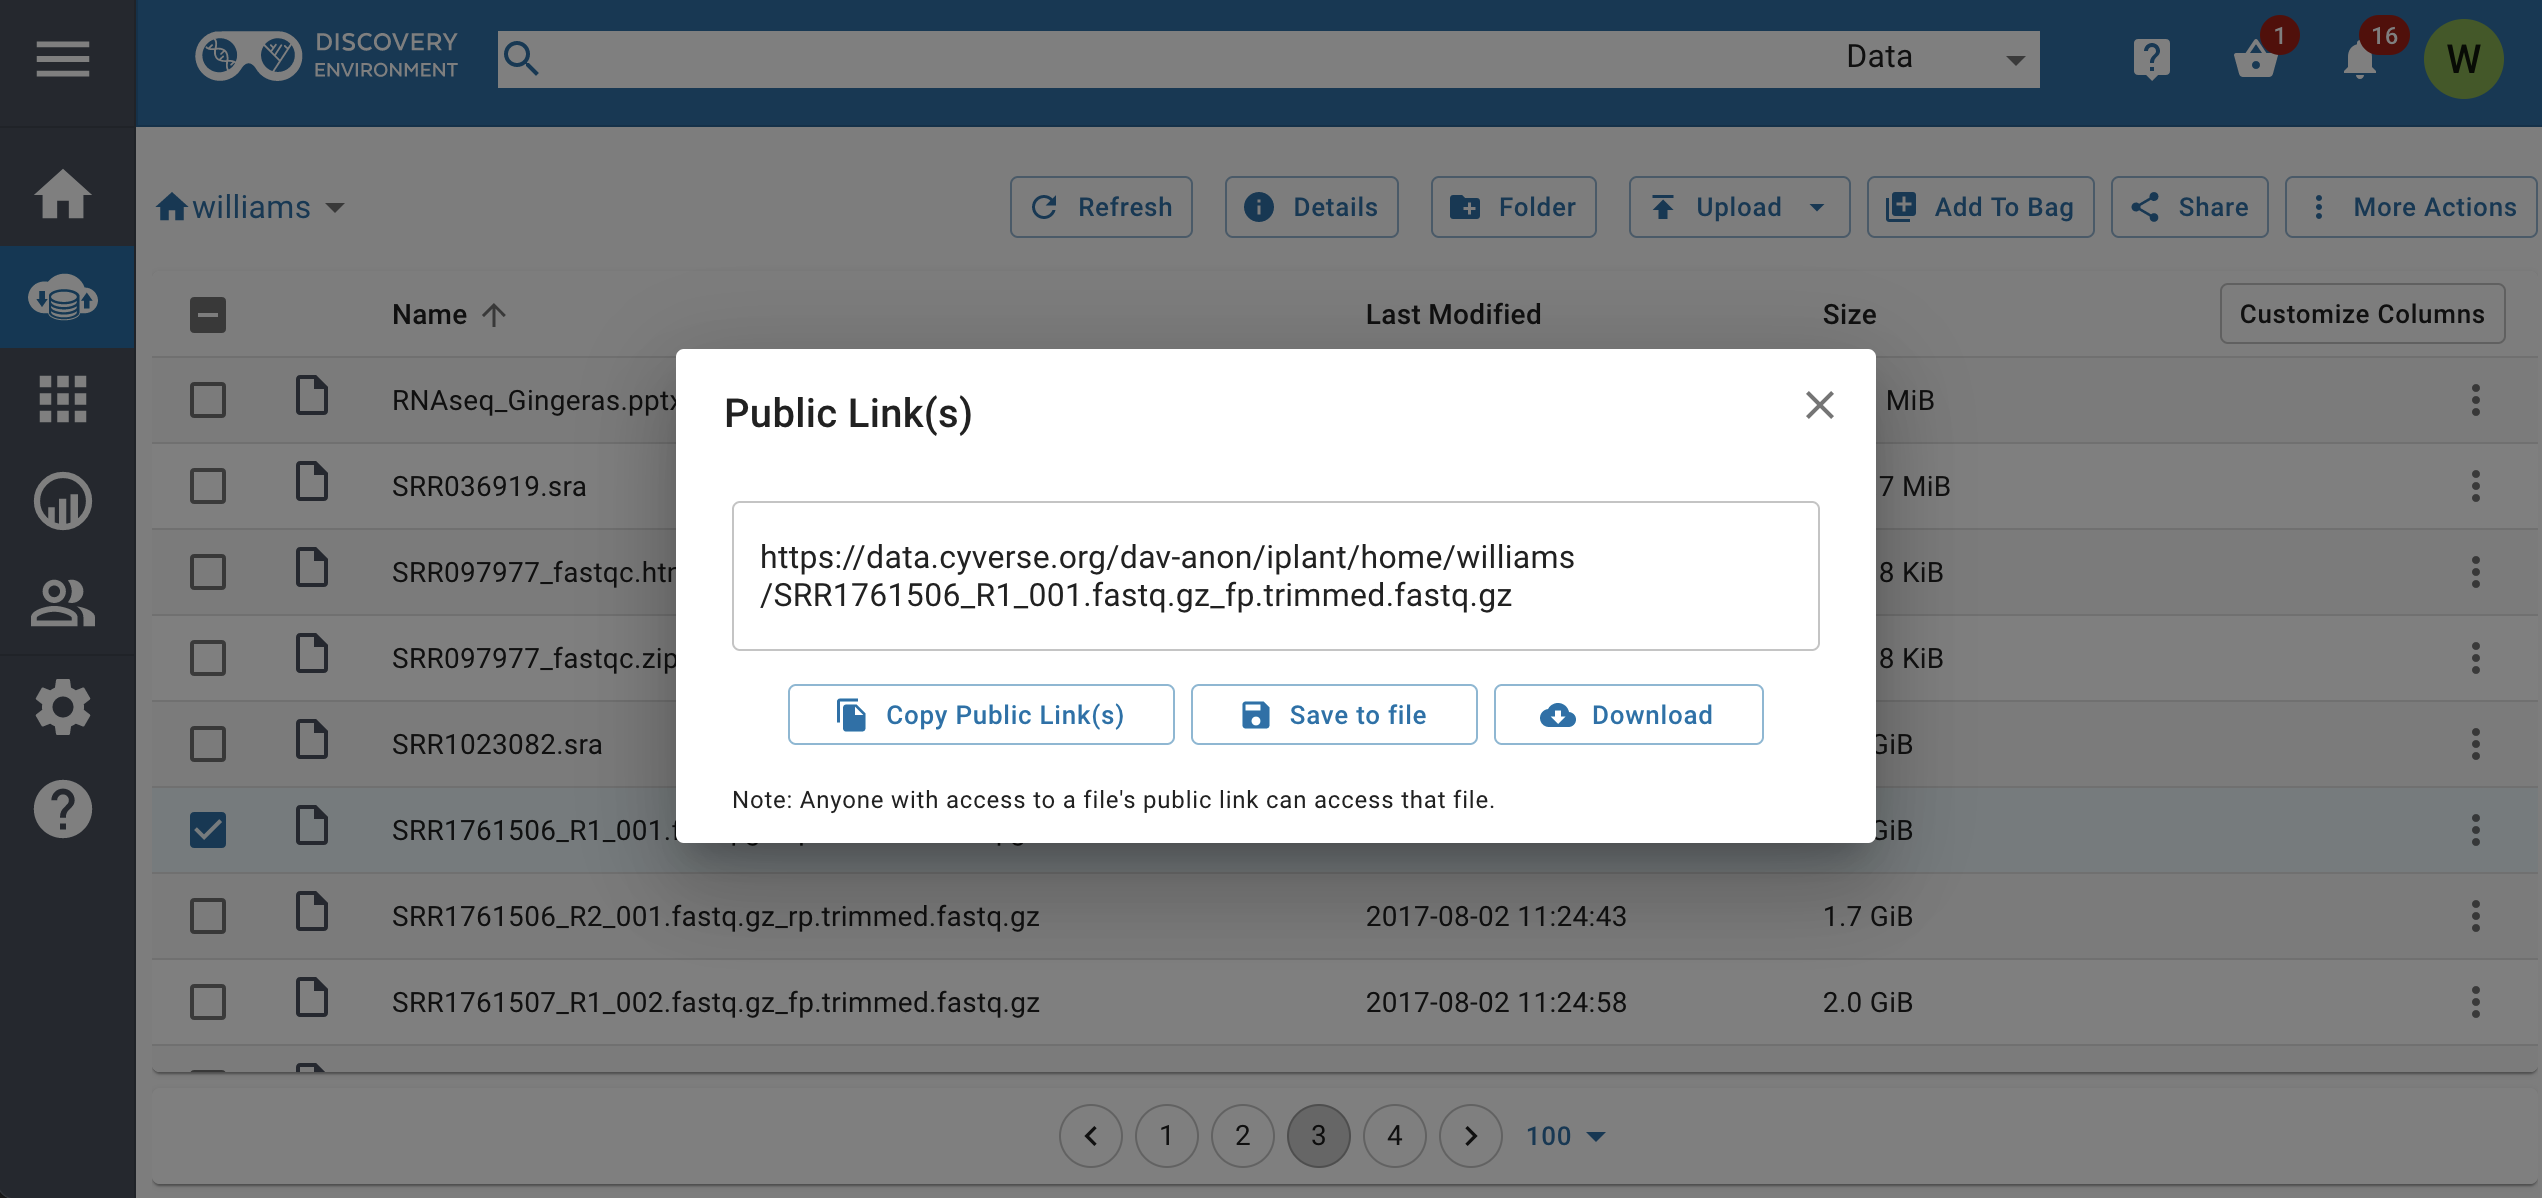 DISCOVERY
ENVIRONMENT
Data
1
16
W
williams
Refresh
Details
Folder
Upload
Add To Bag
Share
More Actions
Name
Last Modified
Size
Customize Columns
RNAseq_Gingeras.pptx
MiB
SRR036919.sra
7 MiB
SRR097977_fastqc.htm
8 KiB
SRR097977_fastqc.zip
8 KiB
SRR1023082.sra
GiB
SRR1761506_R1_001.f
GiB
SRR1761506_R2_001.fastq.gz_rp.trimmed.fastq.gz
2017-08-02 11:24:43
1.7 GiB
SRR1761507_R1_002.fastq.gz_fp.trimmed.fastq.gz
2017-08-02 11:24:58
2.0 GiB
Public Link(s)
https://data.cyverse.org/dav-anon/iplant/home/williams
/SRR1761506_R1_001.fastq.gz_fp.trimmed.fastq.gz
Copy Public Link(s)
Save to file
Download
Note: Anyone with access to a file's public link can access that file.
1
2
3
4
100